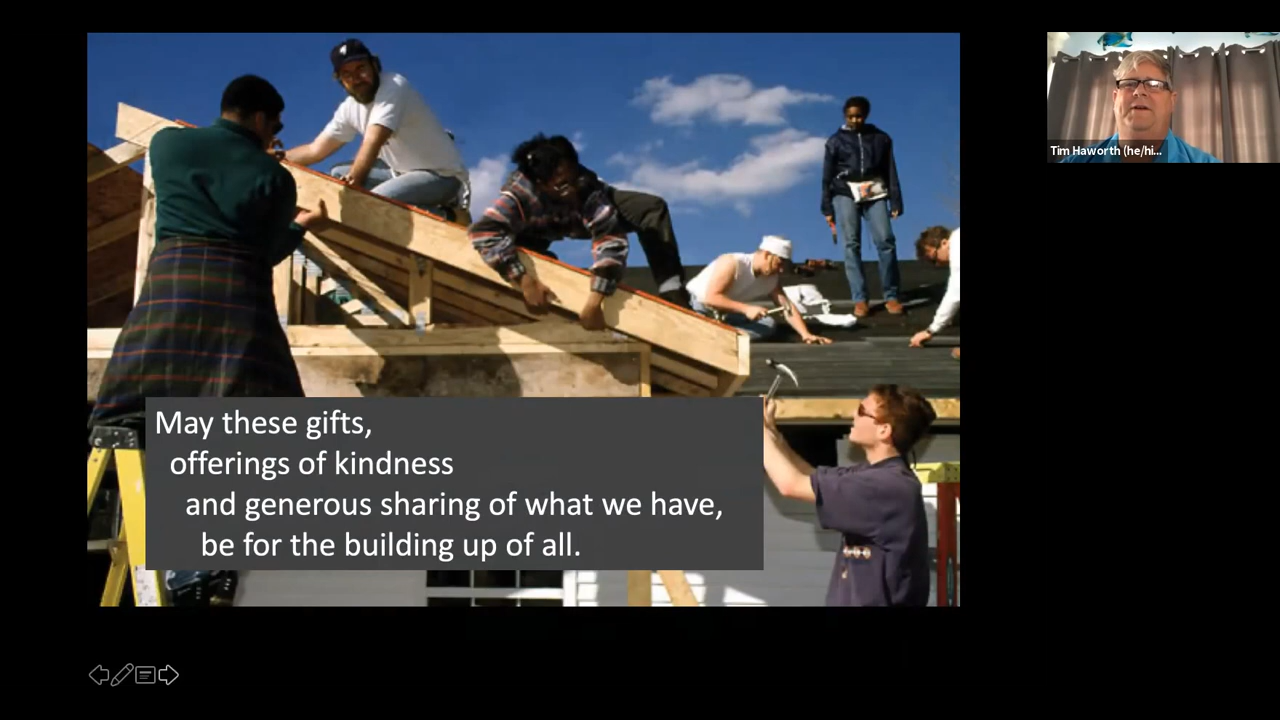 May these gifts,
offerings of kindness
and generous sharing of what we have,
be for the building up of all.
Tim Haworth (he/hi...